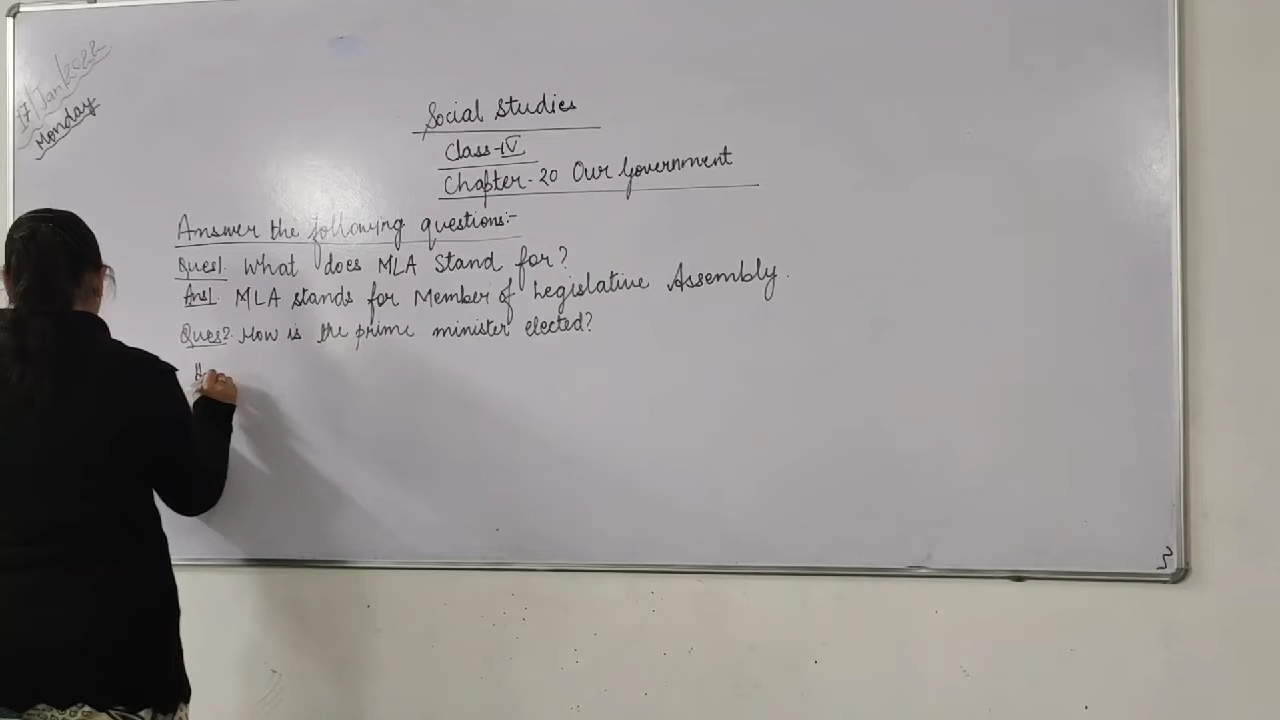 17/Jan/2022
Monday
Social Studies
Class-IV
Chapter-20 Our Government
Answer the following questions:-
Ques1. What does MLA Stand for?
Ans1. MLA stands for Member of Legislative Assembly.
Ques2. How is the prime minister elected?